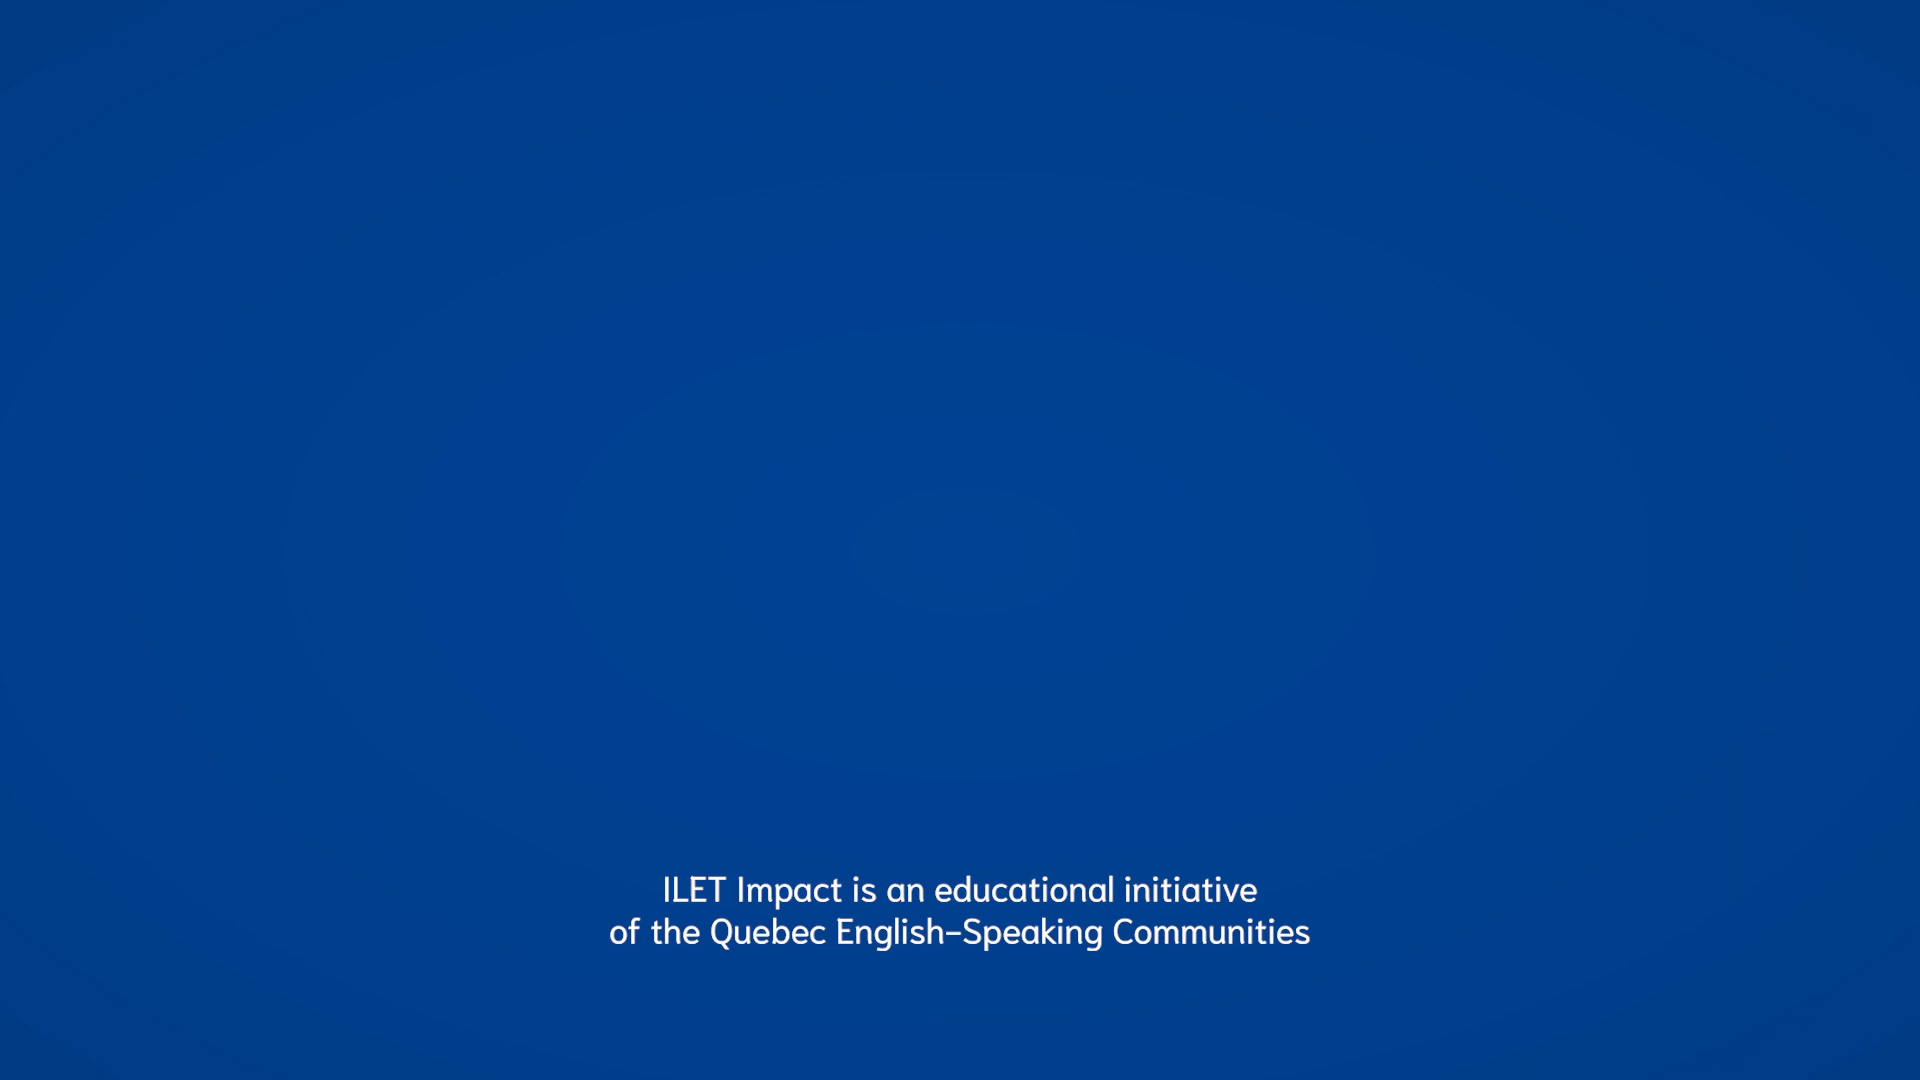 ILET Impact is an educational initiative
of the Quebec English-Speaking Communities